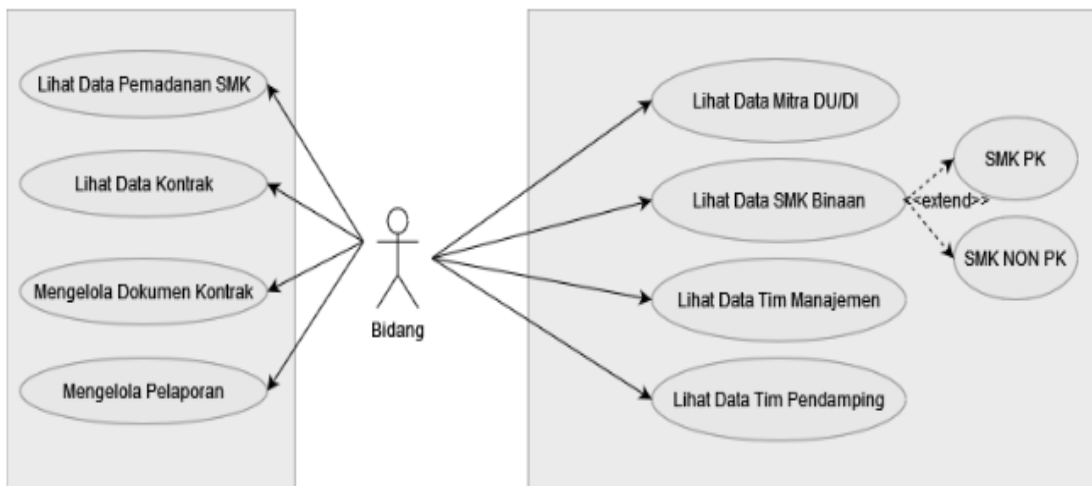 Lihat Data Pemadanan SMK
Lihat Data Kontrak
Mengelola Dokumen Kontrak
Mengelola Pelaporan
Bidang
Lihat Data Mitra DU/DI
Lihat Data SMK Binaan
Lihat Data Tim Manajemen
Lihat Data Tim Pendamping
<<extend>>
SMK PK
SMK NON PK